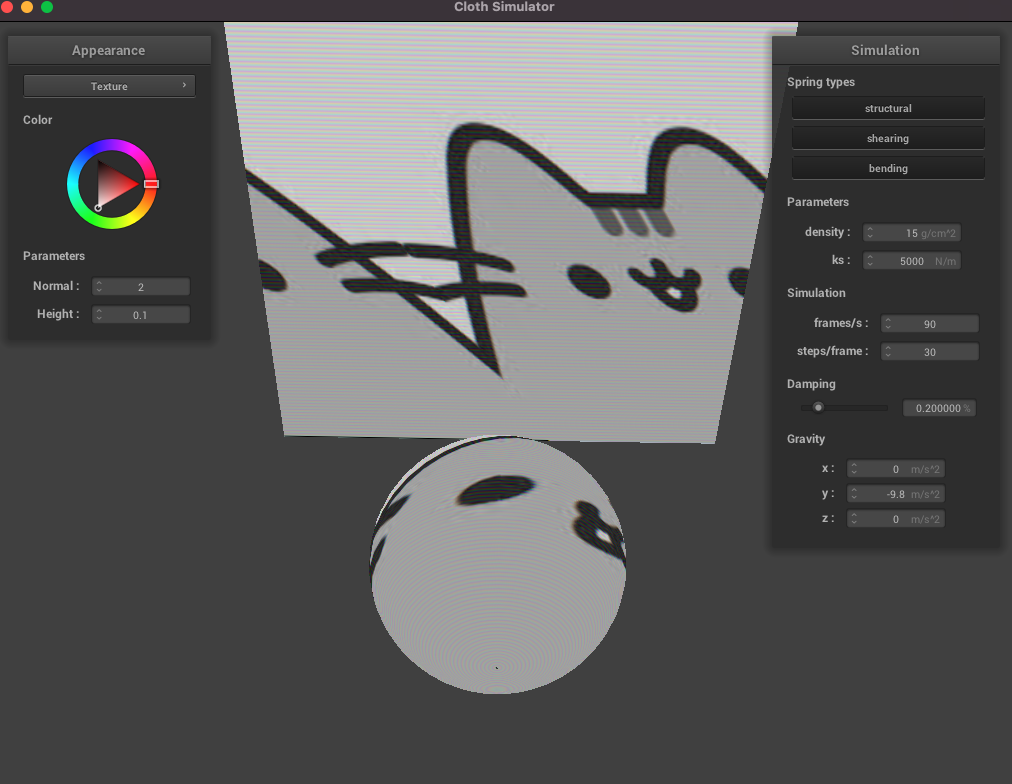 Cloth Simulator
Appearance
Texture
Color
Parameters
Normal : 2
Height : 0.1
Simulation
Spring types
structural
shearing
bending
Parameters
density : 15 g/cm^2
ks : 5000 N/m
Simulation
frames/s : 90
steps/frame : 30
Damping
0.200000 %
Gravity
x : 0 m/s^2
y : -9.8 m/s^2
z : 0 m/s^2